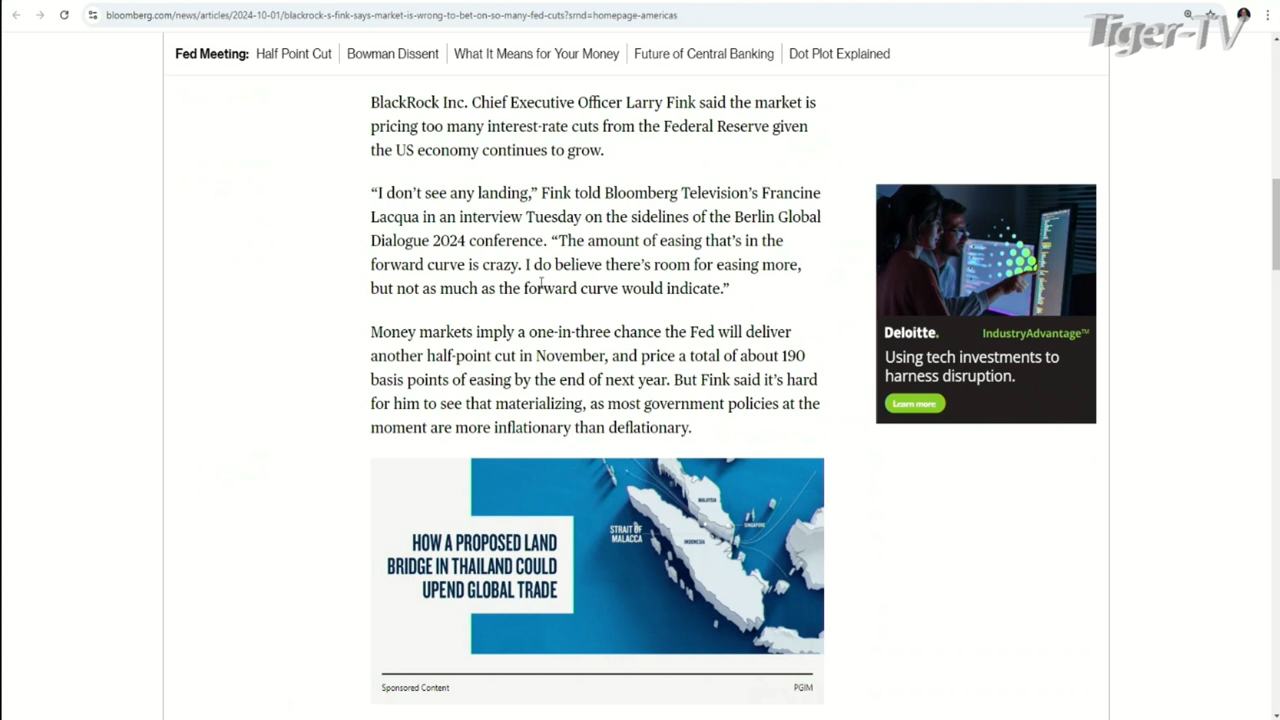 bloomberg.com/news/articles/2024-10-01/blackrock-s-fink-says-market-is-wrong-to-bet-on-so-many-fed-cuts?srnd=homepage-americas
Tiger-TV
Fed Meeting: Half Point Cut | Bowman Dissent | What It Means for Your Money | Future of Central Banking | Dot Plot Explained
BlackRock Inc. Chief Executive Officer Larry Fink said the market is
pricing too many interest-rate cuts from the Federal Reserve given
the US economy continues to grow.
“I don’t see any landing,” Fink told Bloomberg Television’s Francine
Lacqua in an interview Tuesday on the sidelines of the Berlin Global
Dialogue 2024 conference. “The amount of easing that’s in the
forward curve is crazy. I do believe there’s room for easing more,
but not as much as the forward curve would indicate.”
Money markets imply a one-in-three chance the Fed will deliver
another half-point cut in November, and price a total of about 190
basis points of easing by the end of next year. But Fink said it’s hard
for him to see that materializing, as most government policies at the
moment are more inflationary than deflationary.
Deloitte. IndustryAdvantage™
Using tech investments to
harness disruption.
Learn more
HOW A PROPOSED LAND
BRIDGE IN THAILAND COULD
UPEND GLOBAL TRADE
MALAYSIA
STRAIT OF
MALACCA
SINGAPORE
INDONESIA
Sponsored Content
PGIM